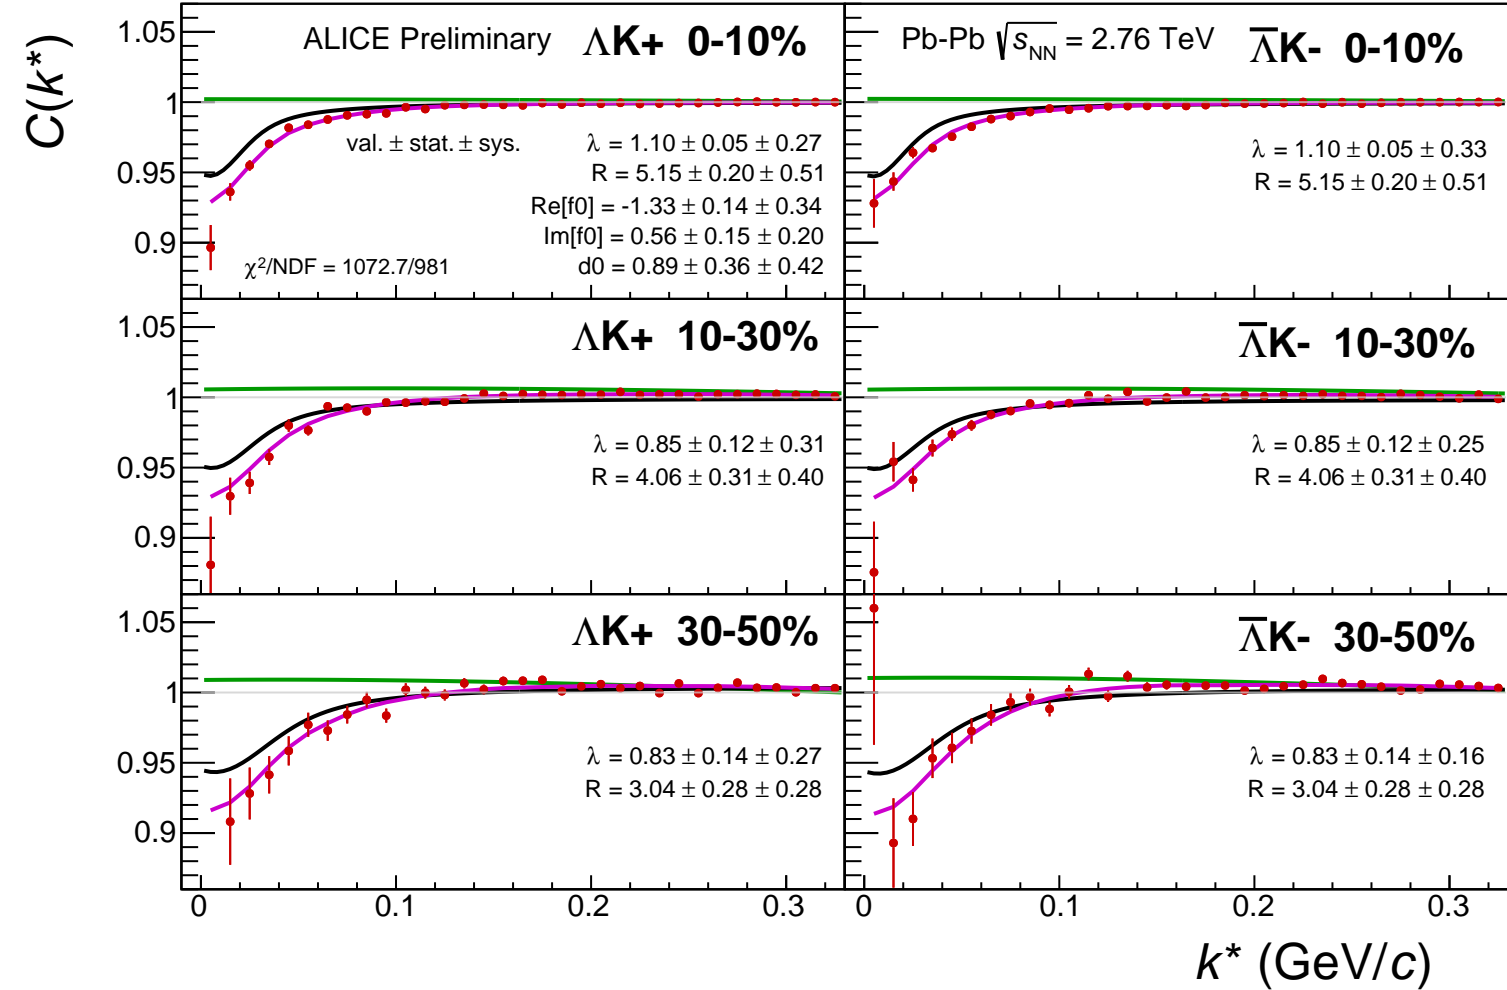 C(k*)
ALICE Preliminary ΛK+ 0-10%
1.05
1
0.95
0.9
val. ± stat. ± sys.
λ = 1.10 ± 0.05 ± 0.27
R = 5.15 ± 0.20 ± 0.51
Re[f0] = -1.33 ± 0.14 ± 0.34
Im[f0] = 0.56 ± 0.15 ± 0.20
d0 = 0.89 ± 0.36 ± 0.42
χ²/NDF = 1072.7/981
Pb-Pb √s_NN = 2.76 TeV Λ̅K- 0-10%
λ = 1.10 ± 0.05 ± 0.33
R = 5.15 ± 0.20 ± 0.51
ΛK+ 10-30%
1.05
1
0.95
0.9
λ = 0.85 ± 0.12 ± 0.31
R = 4.06 ± 0.31 ± 0.40
Λ̅K- 10-30%
λ = 0.85 ± 0.12 ± 0.25
R = 4.06 ± 0.31 ± 0.40
ΛK+ 30-50%
1.05
1
0.95
0.9
λ = 0.83 ± 0.14 ± 0.27
R = 3.04 ± 0.28 ± 0.28
Λ̅K- 30-50%
λ = 0.83 ± 0.14 ± 0.16
R = 3.04 ± 0.28 ± 0.28
0 0.1 0.2 0.3
0 0.1 0.2 0.3
k* (GeV/c)